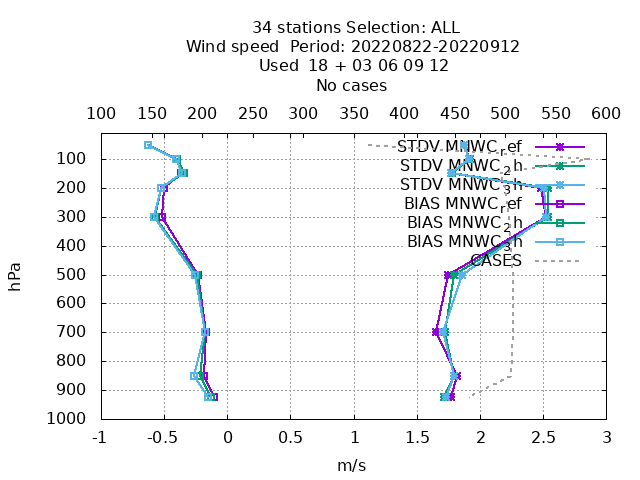 34 stations Selection: ALL
Wind speed  Period: 20220822-20220912
Used  18 + 03 06 09 12
No cases
100 150 200 250 300 350 400 450 500 550 600
STDV MNWC_ref
STDV MNWC_2h
STDV MNWC_3h
BIAS MNWC_ref
BIAS MNWC_2h
BIAS MNWC_3h
CASES
100
200
300
400
500
600
700
800
900
1000
hPa
-1 -0.5 0 0.5 1 1.5 2 2.5 3
m/s